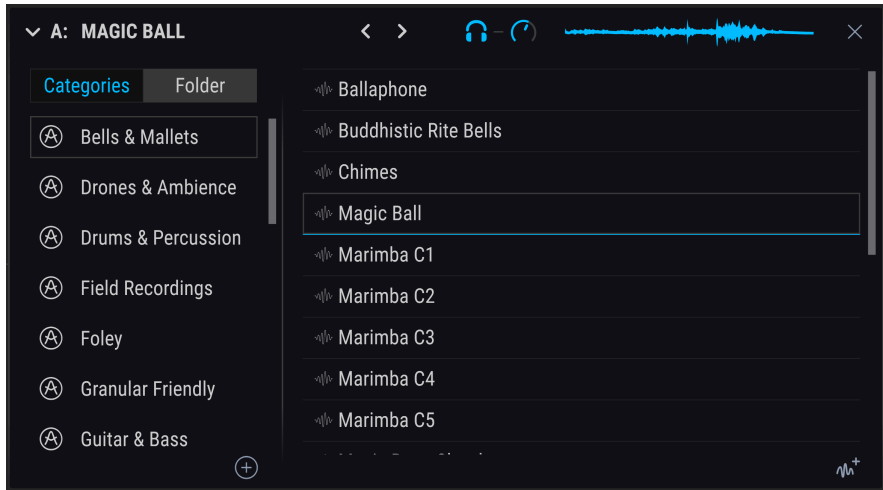 A: MAGIC BALL
Categories
Folder
Bells & Mallets
Drones & Ambience
Drums & Percussion
Field Recordings
Foley
Granular Friendly
Guitar & Bass
Ballaphone
Buddhistic Rite Bells
Chimes
Magic Ball
Marimba C1
Marimba C2
Marimba C3
Marimba C4
Marimba C5